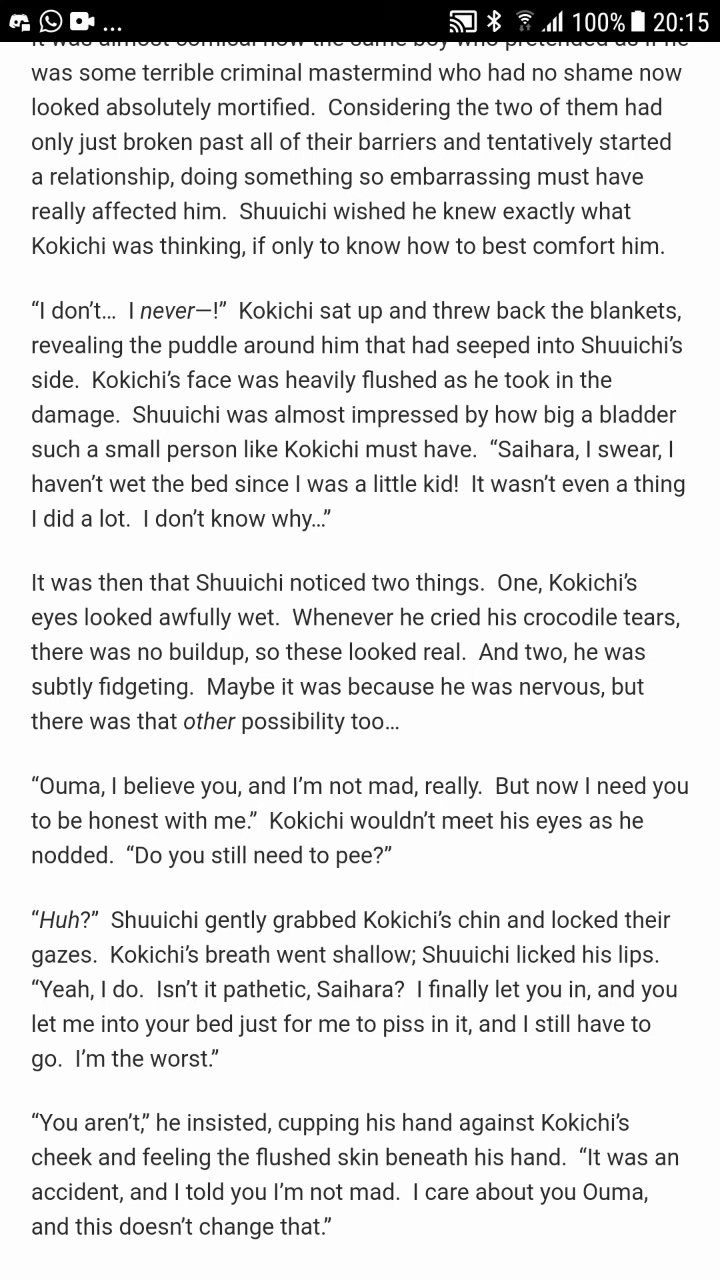 ... 100% 20:15
It was almost comical how the same boy who pretended as if he
was some terrible criminal mastermind who had no shame now
looked absolutely mortified.  Considering the two of them had
only just broken past all of their barriers and tentatively started
a relationship, doing something so embarrassing must have
really affected him.  Shuuichi wished he knew exactly what
Kokichi was thinking, if only to know how to best comfort him.
“I don’t…  I never—!”  Kokichi sat up and threw back the blankets,
revealing the puddle around him that had seeped into Shuuichi’s
side.  Kokichi’s face was heavily flushed as he took in the
damage.  Shuuichi was almost impressed by how big a bladder
such a small person like Kokichi must have.  “Saihara, I swear, I
haven’t wet the bed since I was a little kid!  It wasn’t even a thing
I did a lot.  I don’t know why…”
It was then that Shuuichi noticed two things.  One, Kokichi’s
eyes looked awfully wet.  Whenever he cried his crocodile tears,
there was no buildup, so these looked real.  And two, he was
subtly fidgeting.  Maybe it was because he was nervous, but
there was that other possibility too…
“Ouma, I believe you, and I’m not mad, really.  But now I need you
to be honest with me.”  Kokichi wouldn’t meet his eyes as he
nodded.  “Do you still need to pee?”
“Huh?”  Shuuichi gently grabbed Kokichi’s chin and locked their
gazes.  Kokichi’s breath went shallow; Shuuichi licked his lips.
“Yeah, I do.  Isn’t it pathetic, Saihara?  I finally let you in, and you
let me into your bed just for me to piss in it, and I still have to
go.  I’m the worst.”
“You aren’t,” he insisted, cupping his hand against Kokichi’s
cheek and feeling the flushed skin beneath his hand.  “It was an
accident, and I told you I’m not mad.  I care about you Ouma,
and this doesn’t change that.”